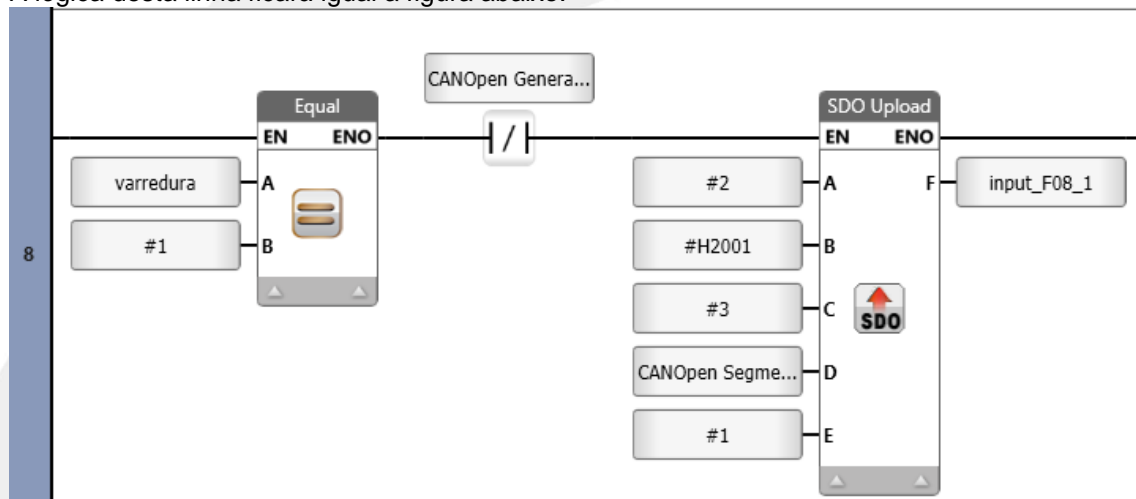 A lógica desta linha ficará igual a figura abaixo:
CANOpen Genera...
Equal
EN ENO
SDO Upload
EN ENO
varredura
A
#2
A
F
input_F08_1
#1
B
#H2001
B
8
#3
C
SDO
CANOpen Segme...
D
#1
E